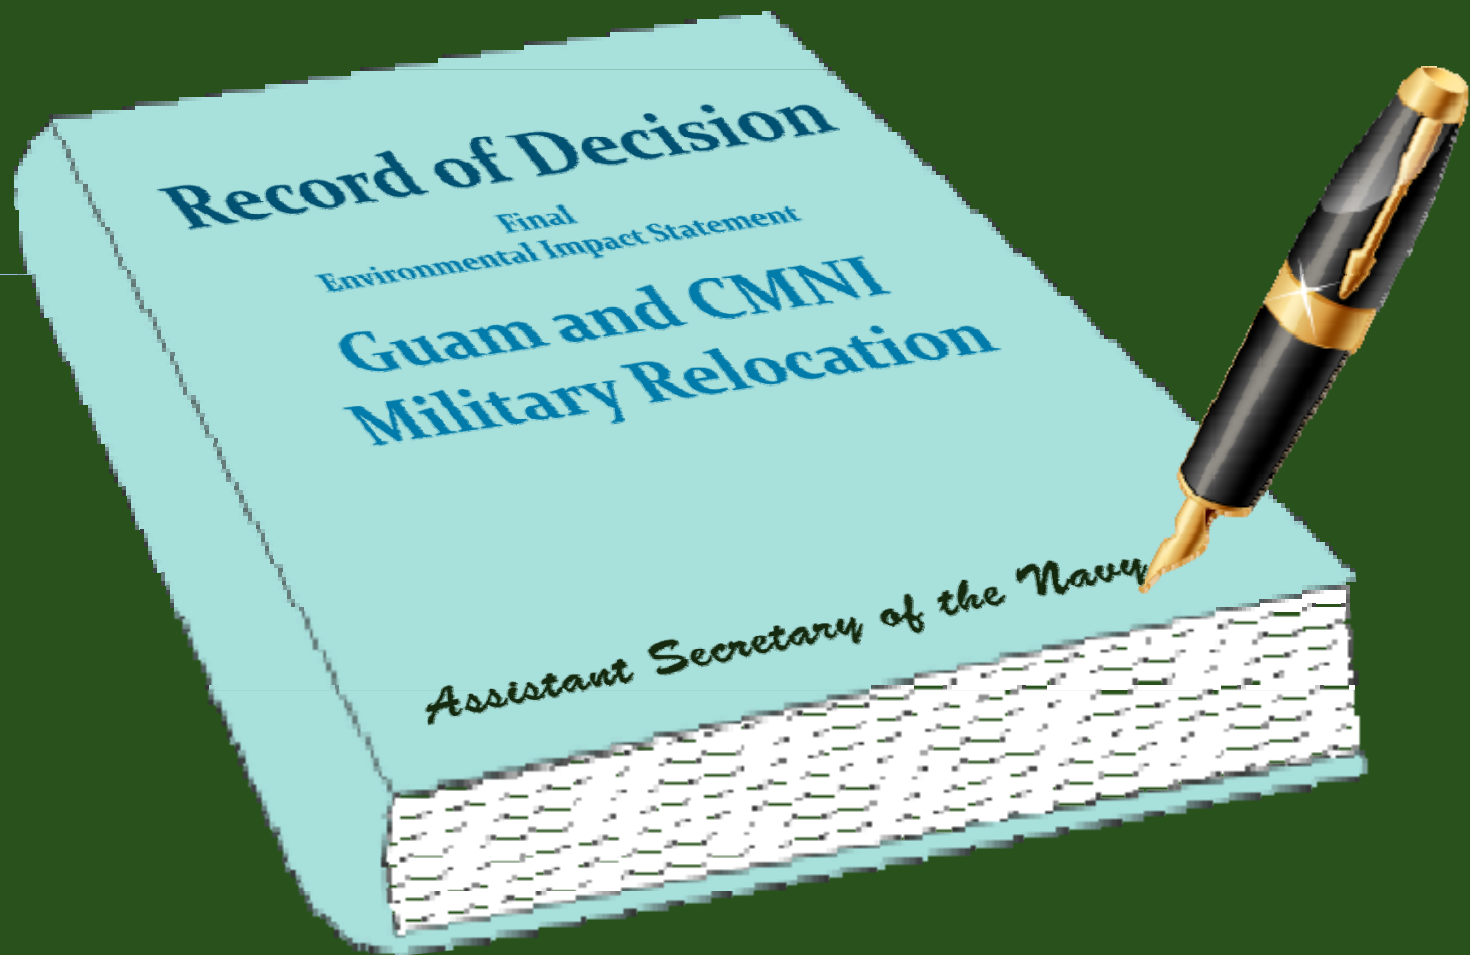 Record of Decision
Final
Environmental Impact Statement
Guam and CMNI
Military Relocation
Assistant Secretary of the Navy